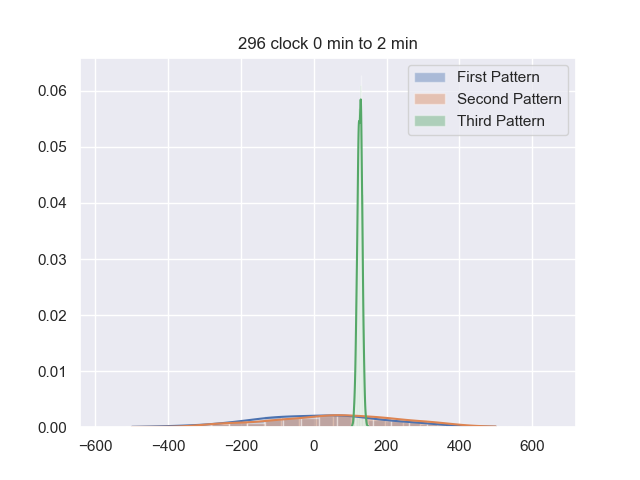 296 clock 0 min to 2 min
First Pattern
Second Pattern
Third Pattern
0.06
0.05
0.04
0.03
0.02
0.01
0.00
−600 −400 −200 0 200 400 600